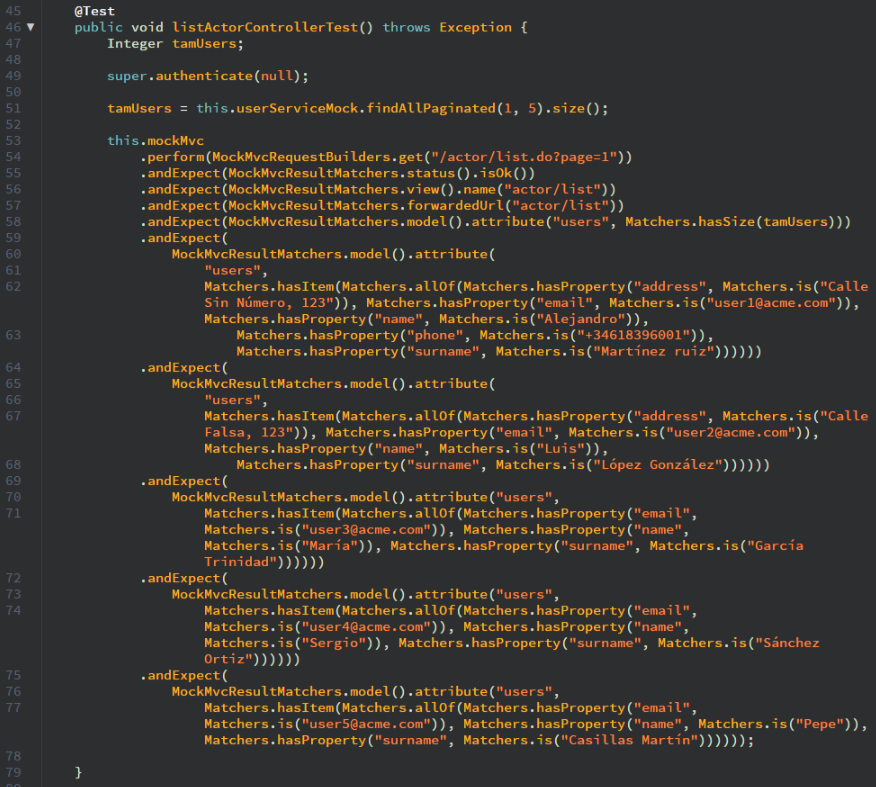 45 @Test
46 public void listActorControllerTest() throws Exception {
47 Integer tamUsers;
48
49 super.authenticate(null);
50
51 tamUsers = this.userServiceMock.findAllPaginated(1, 5).size();
52
53 this.mockMvc
54 .perform(MockMvcRequestBuilders.get("/actor/list.do?page=1"))
55 .andExpect(MockMvcResultMatchers.status().isOk())
56 .andExpect(MockMvcResultMatchers.view().name("actor/list"))
57 .andExpect(MockMvcResultMatchers.forwardedUrl("actor/list"))
58 .andExpect(MockMvcResultMatchers.model().attribute("users", Matchers.hasSize(tamUsers)))
59 .andExpect(
60 MockMvcResultMatchers.model().attribute(
61 "users",
62 Matchers.hasItem(Matchers.allOf(Matchers.hasProperty("address", Matchers.is("Calle
Sin Número, 123")), Matchers.hasProperty("email", Matchers.is("user1@acme.com")),
Matchers.hasProperty("name", Matchers.is("Alejandro")),
63 Matchers.hasProperty("phone", Matchers.is("+34618396001")),
Matchers.hasProperty("surname", Matchers.is("Martínez ruiz"))))))
64 .andExpect(
65 MockMvcResultMatchers.model().attribute(
66 "users",
67 Matchers.hasItem(Matchers.allOf(Matchers.hasProperty("address", Matchers.is("Calle
Falsa, 123")), Matchers.hasProperty("email", Matchers.is("user2@acme.com")),
Matchers.hasProperty("name", Matchers.is("Luis")),
68 Matchers.hasProperty("surname", Matchers.is("López González"))))))
69 .andExpect(
70 MockMvcResultMatchers.model().attribute("users",
71 Matchers.hasItem(Matchers.allOf(Matchers.hasProperty("email",
Matchers.is("user3@acme.com")), Matchers.hasProperty("name",
Matchers.is("María")), Matchers.hasProperty("surname", Matchers.is("García
Trinidad"))))))
72 .andExpect(
73 MockMvcResultMatchers.model().attribute("users",
74 Matchers.hasItem(Matchers.allOf(Matchers.hasProperty("email",
Matchers.is("user4@acme.com")), Matchers.hasProperty("name",
Matchers.is("Sergio")), Matchers.hasProperty("surname", Matchers.is("Sánchez
Ortiz"))))))
75 .andExpect(
76 MockMvcResultMatchers.model().attribute("users",
77 Matchers.hasItem(Matchers.allOf(Matchers.hasProperty("email",
Matchers.is("user5@acme.com")), Matchers.hasProperty("name", Matchers.is("Pepe")),
Matchers.hasProperty("surname", Matchers.is("Casillas Martín"))))));
78
79 }